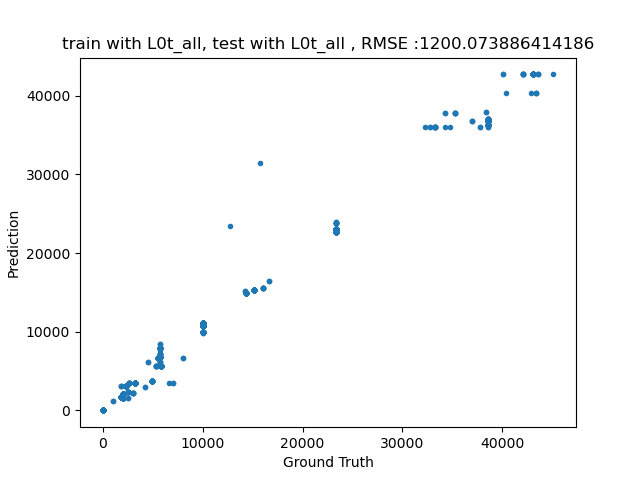 train with L0t_all, test with L0t_all , RMSE :1200.073886414186
40000
30000
20000
10000
0
Prediction
0 10000 20000 30000 40000
Ground Truth